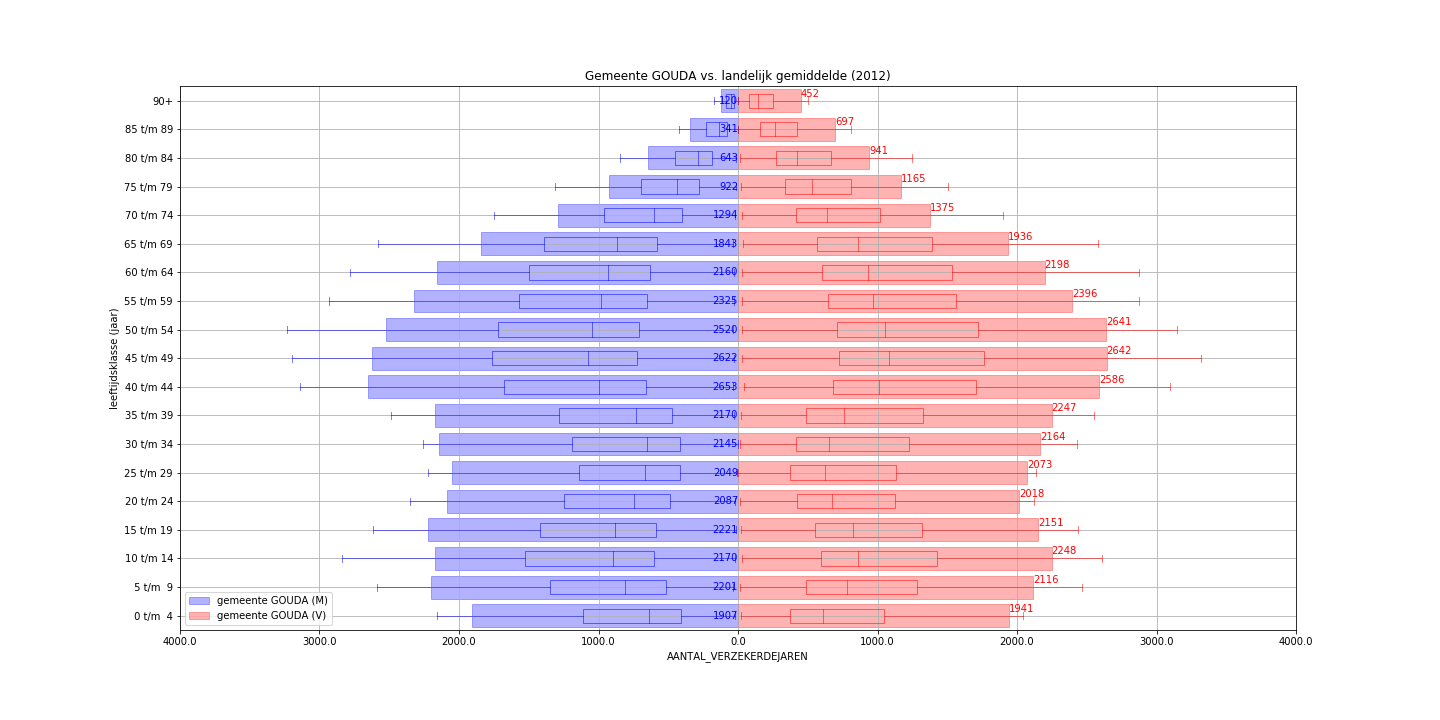 Gemeente GOUDA vs. landelijk gemiddelde (2012)
90+ 120 452
85 t/m 89 341 697
80 t/m 84 643 941
75 t/m 79 922 1165
70 t/m 74 1294 1375
65 t/m 69 1843 1936
60 t/m 64 2160 2198
55 t/m 59 2325 2396
50 t/m 54 2520 2641
45 t/m 49 2622 2642
40 t/m 44 2653 2586
35 t/m 39 2170 2247
30 t/m 34 2145 2164
25 t/m 29 2049 2073
20 t/m 24 2087 2018
15 t/m 19 2221 2151
10 t/m 14 2170 2248
5 t/m 9 2201 2116
0 t/m 4 1907 1941
leeftijdsklasse (jaar)
gemeente GOUDA (M)
gemeente GOUDA (V)
4000.0 3000.0 2000.0 1000.0 0.0 1000.0 2000.0 3000.0 4000.0
AANTAL_VERZEKERDEJAREN